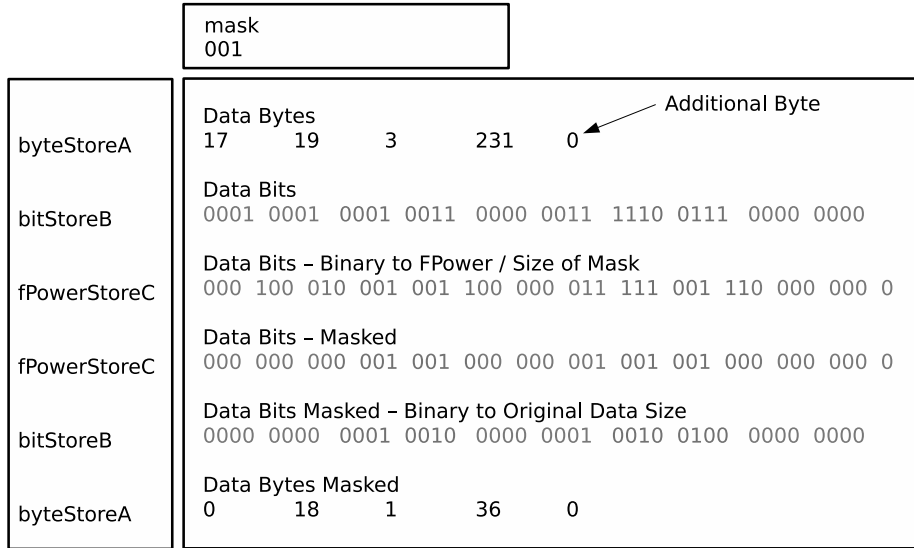 mask
001
Additional Byte
Data Bytes
byteStoreA 17 19 3 231 0
Data Bits
bitStoreB 0001 0001 0001 0011 0000 0011 1110 0111 0000 0000
Data Bits – Binary to FPower / Size of Mask
fPowerStoreC 000 100 010 001 001 100 000 011 111 001 110 000 000 0
Data Bits – Masked
fPowerStoreC 000 000 000 001 001 000 000 001 001 001 000 000 000 0
Data Bits Masked – Binary to Original Data Size
bitStoreB 0000 0000 0001 0010 0000 0001 0010 0100 0000 0000
Data Bytes Masked
byteStoreA 0 18 1 36 0